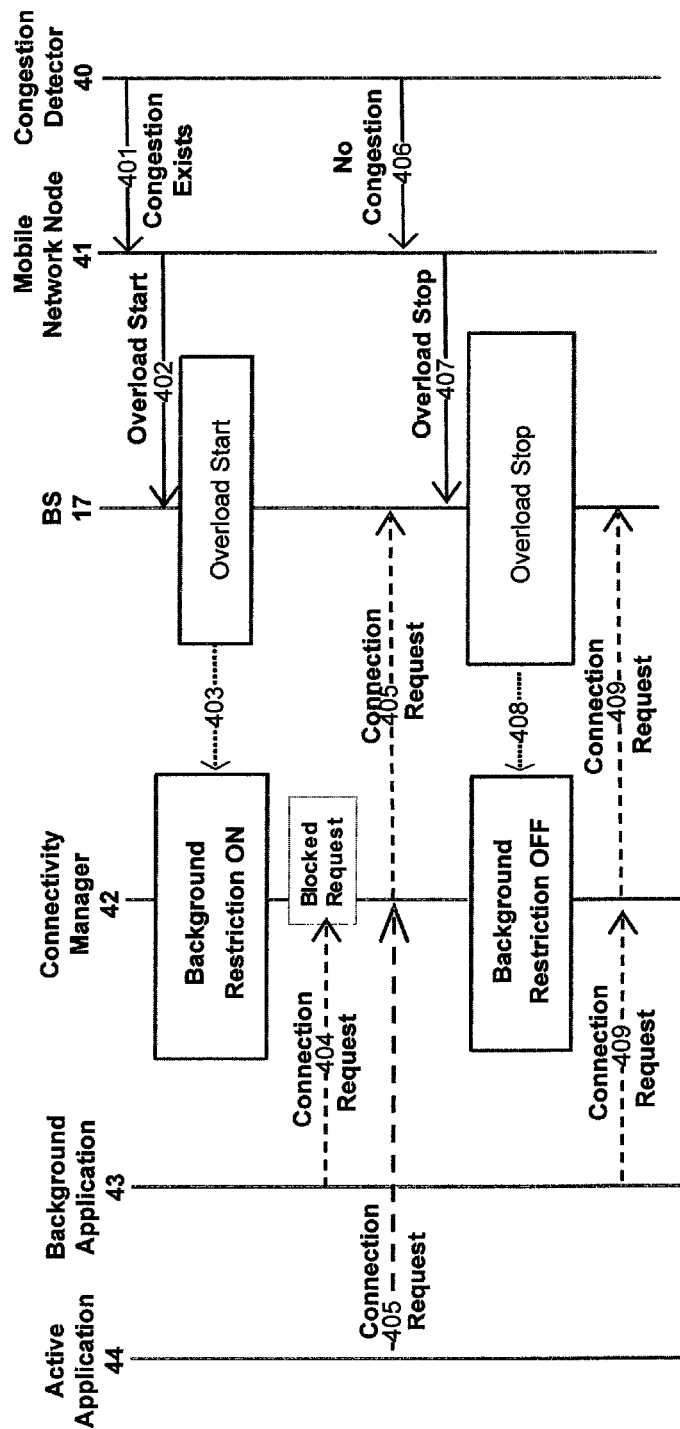 Active
Application
44
Background
Application
43
Connectivity
Manager
42
BS
17
Mobile
Network Node
41
Congestion
Detector
40
401
Congestion
Exists
Overload Start
402
Overload Start
403
Background
Restriction ON
Connection
404
Request
Blocked
Request
Connection
405
Request
Connection
405
Request
No
Congestion
406
Overload Stop
407
Overload Stop
408
Background
Restriction OFF
Connection
409
Request
Connection
409
Request